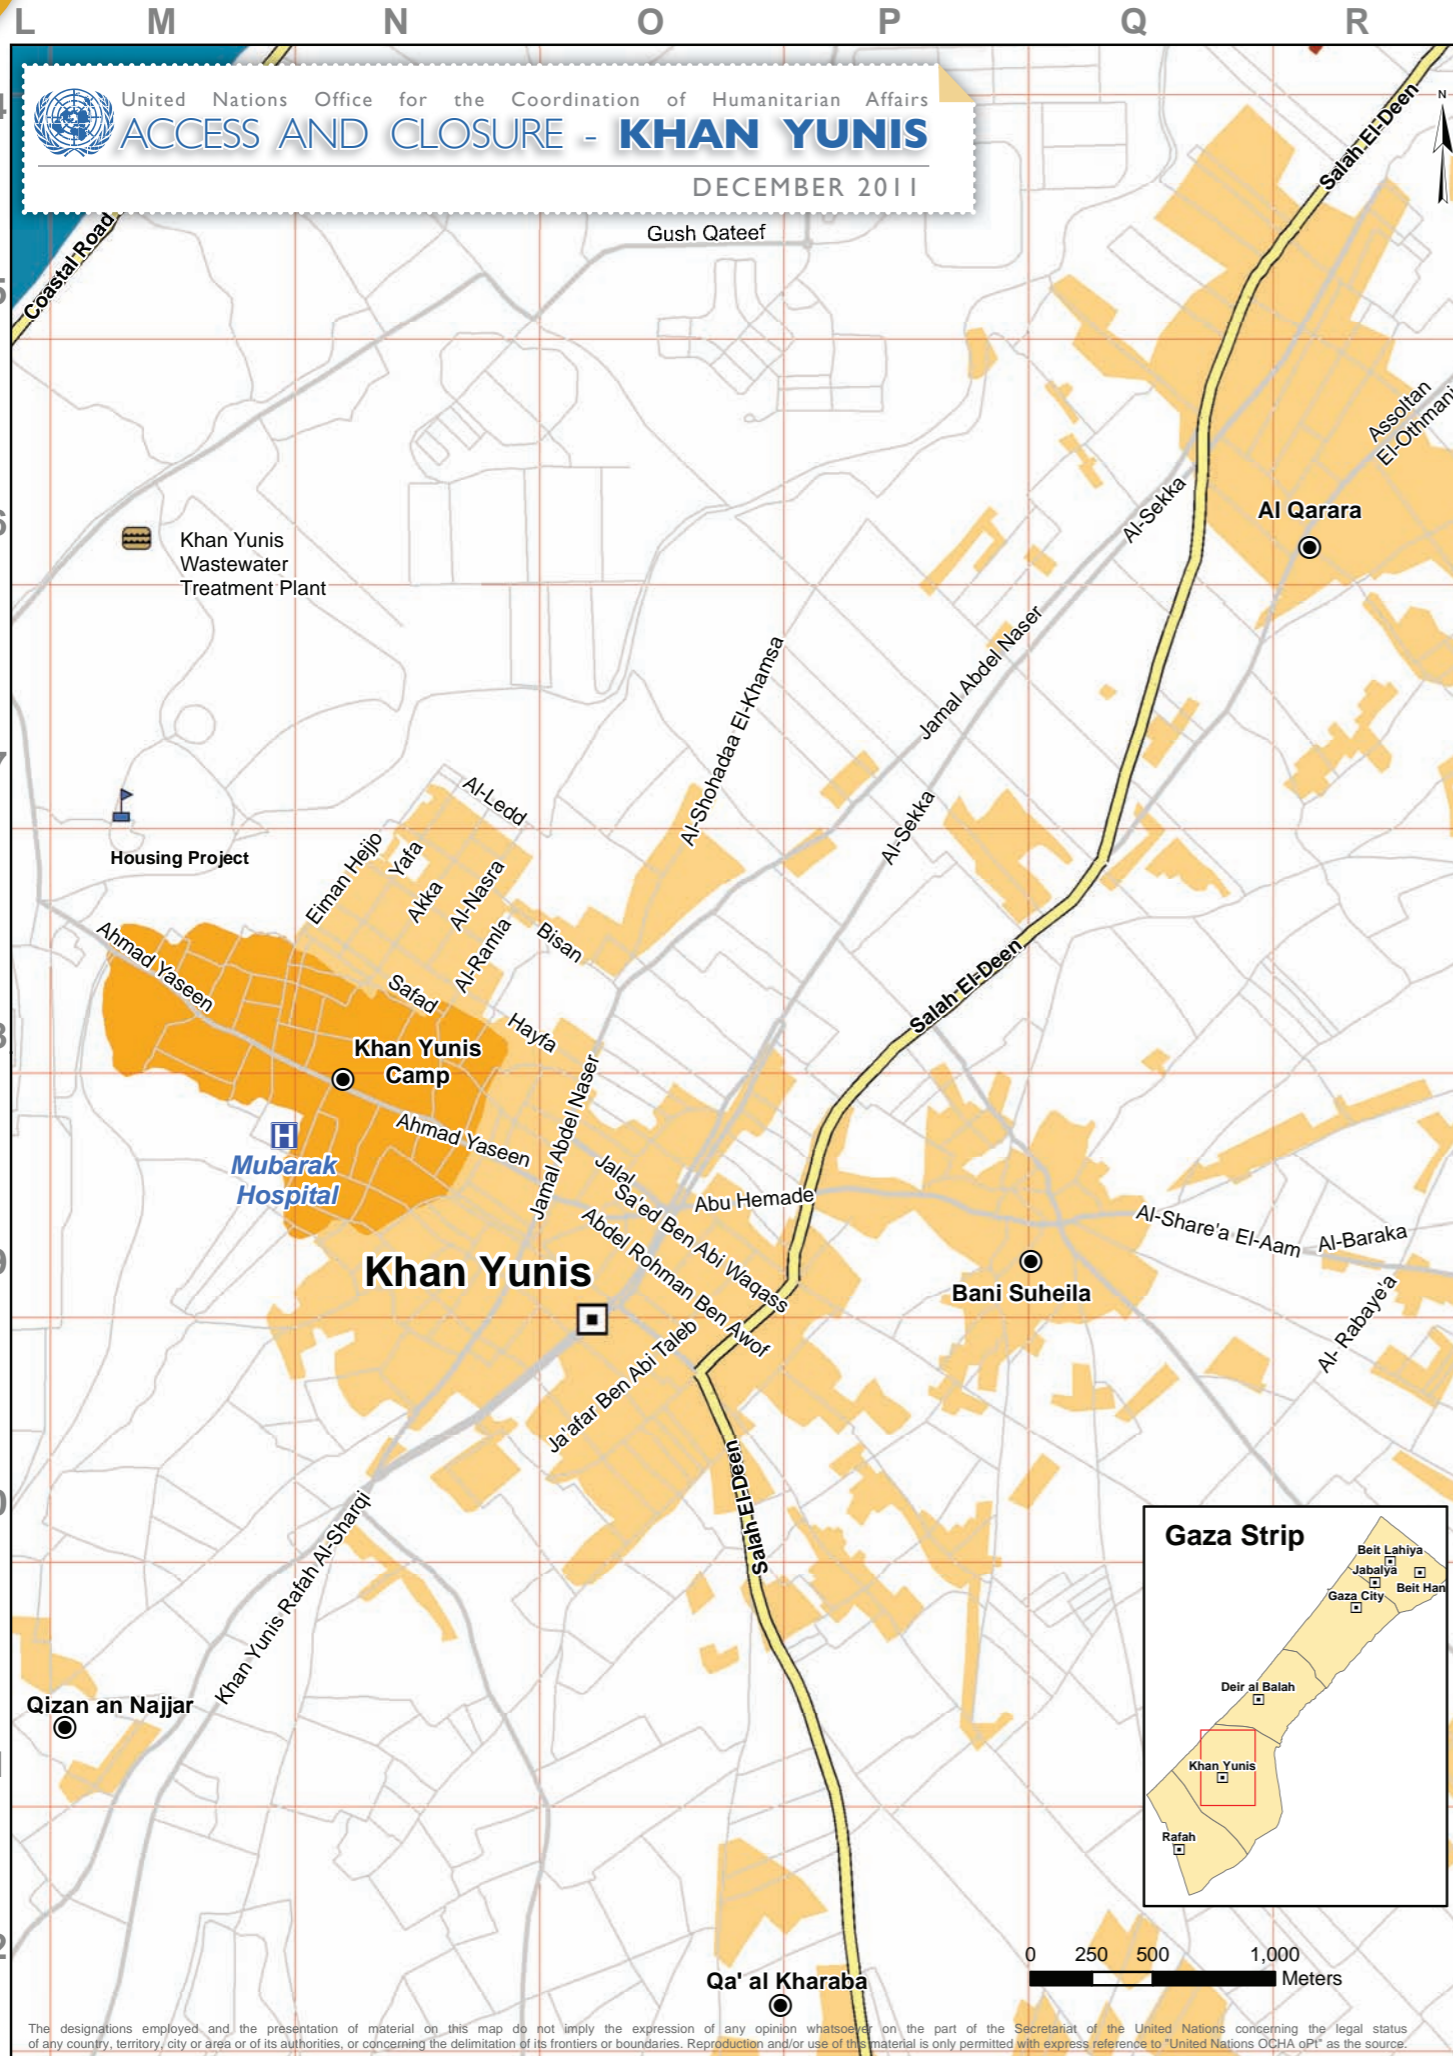 L M N O P Q R
United Nations Office for the Coordination of Humanitarian Affairs
ACCESS AND CLOSURE - KHAN YUNIS
DECEMBER 2011
N
4
Salah El-Deen
Coastal Road
Gush Qateef
5
Assoltan
El-Othmani
Al-Sekka
Al Qarara
6
Khan Yunis
Wastewater
Treatment Plant
Jamal Abdel Naser
Al-Shohadaa El-Khamsa
7
Al-Ledd
Al-Sekka
Housing Project
Eiman Hejjo
Yafa
Akka
Al-Nasra
Al-Ramla
Bisan
Ahmad Yaseen
Safad
Hayfa
Salah El-Deen
8
Khan Yunis
Camp
Jamal Abdel Naser
Ahmad Yaseen
H
Mubarak
Hospital
Jalal
Sa'ed Ben Abi Waqass
Abu Hemade
Abdel Rohman Ben Awof
Al-Share'a El-Aam
Al-Baraka
9
Khan Yunis
Bani Suheila
Al- Rabaye'a
Ja'afar Ben Abi Taleb
Salah El-Deen
0
Khan Yunis Rafah Al-Sharqi
Gaza Strip
Beit Lahiya
Jabalya
Beit Han
Gaza City
Deir al Balah
Khan Yunis
Rafah
Qizan an Najjar
1
2
0 250 500 1,000
Meters
Qa' al Kharaba
The designations employed and the presentation of material on this map do not imply the expression of any opinion whatsoever on the part of the Secretariat of the United Nations concerning the legal status
of any country, territory, city or area or of its authorities, or concerning the delimitation of its frontiers or boundaries. Reproduction and/or use of this material is only permitted with express reference to "United Nations OCHA oPt" as the source.